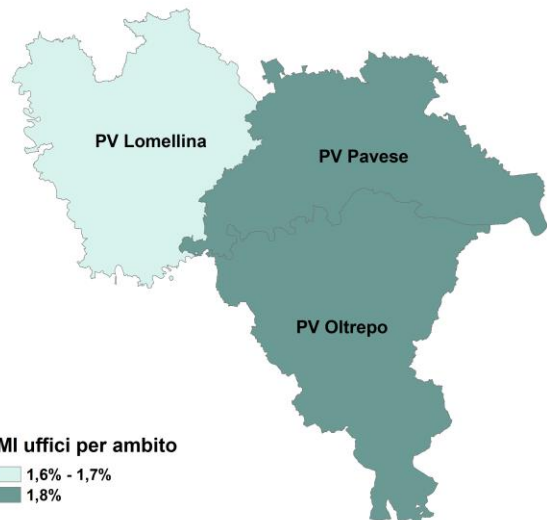 PV Lomellina
PV Pavese
PV Oltrepo
MI uffici per ambito
1,6% - 1,7%
1,8%